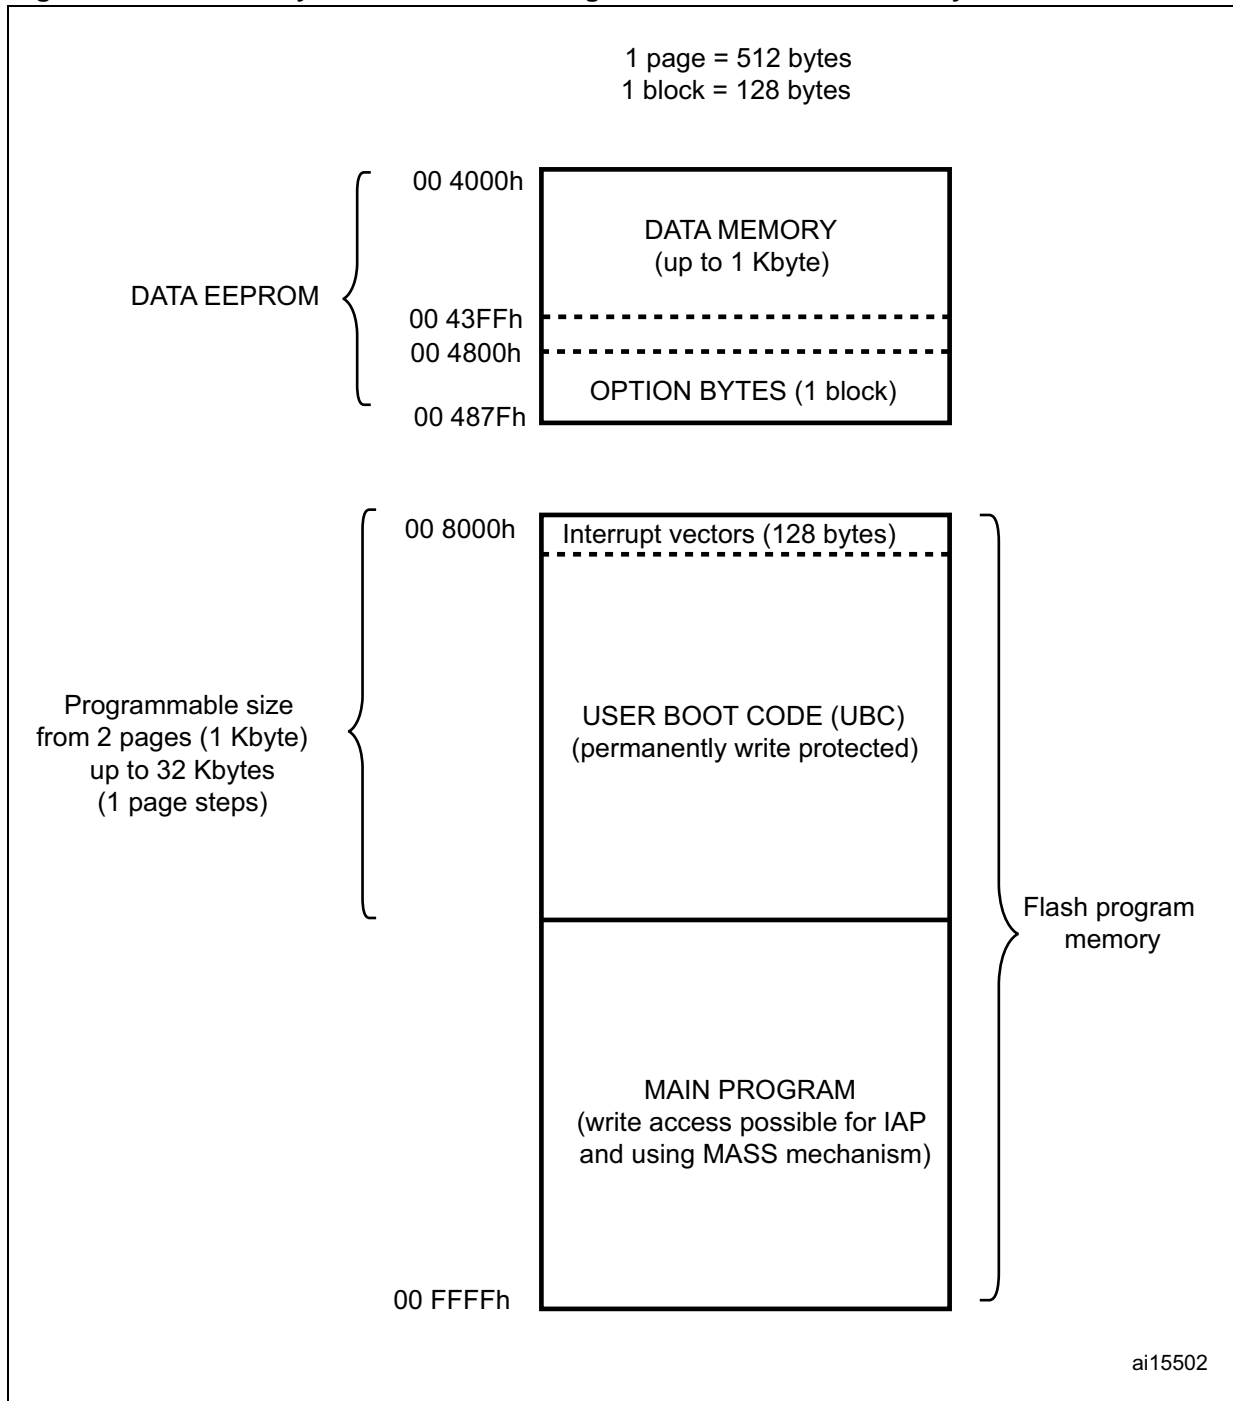 1 page = 512 bytes
1 block = 128 bytes
00 4000h
DATA MEMORY
(up to 1 Kbyte)
DATA EEPROM
00 43FFh
00 4800h
OPTION BYTES (1 block)
00 487Fh
00 8000h
Interrupt vectors (128 bytes)
Programmable size
from 2 pages (1 Kbyte)
up to 32 Kbytes
(1 page steps)
USER BOOT CODE (UBC)
(permanently write protected)
Flash program
memory
MAIN PROGRAM
(write access possible for IAP
and using MASS mechanism)
00 FFFFh
ai15502